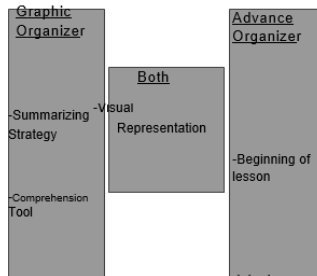 Graphic
Organizer
-Summarizing
Strategy
-Comprehension
Tool
Both
-Visual
Representation
Advance
Organizer
-Beginning of
lesson